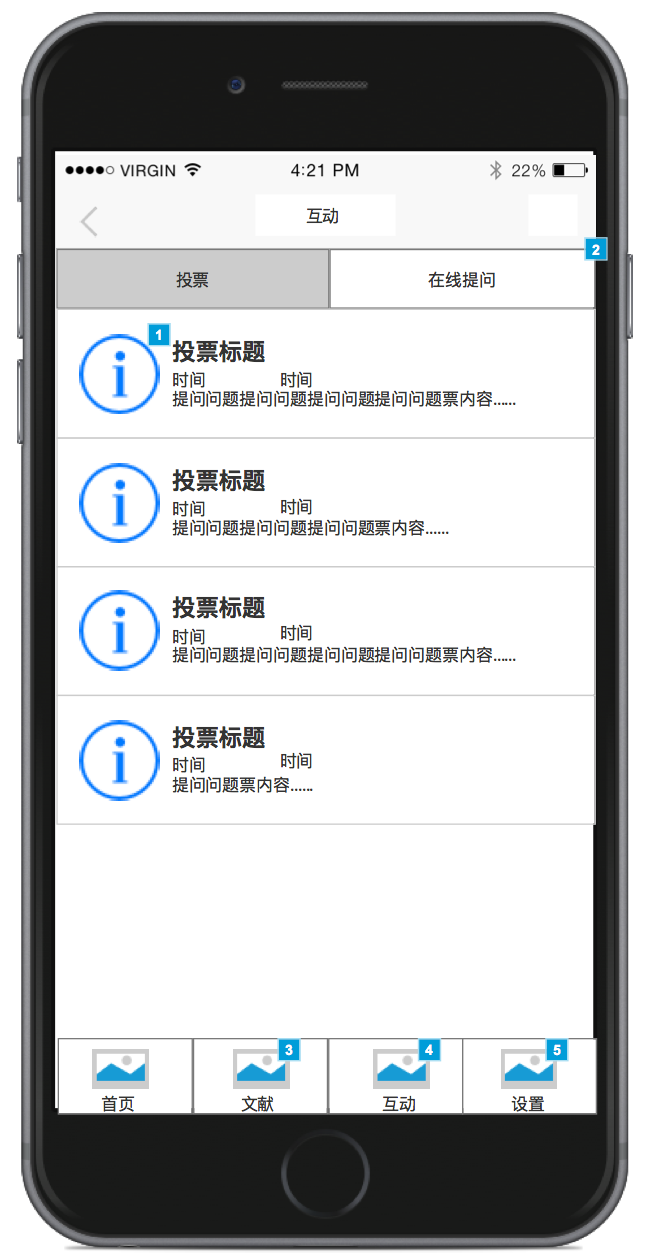 VIRGIN 4:21 PM 22%
互动
2
投票 在线提问
1
投票标题
时间 时间
提问问题提问问题提问问题提问问题票内容......
投票标题
时间 时间
提问问题提问问题提问问题票内容......
投票标题
时间 时间
提问问题提问问题提问问题提问问题票内容......
投票标题
时间 时间
提问问题票内容......
3 4 5
首页 文献 互动 设置